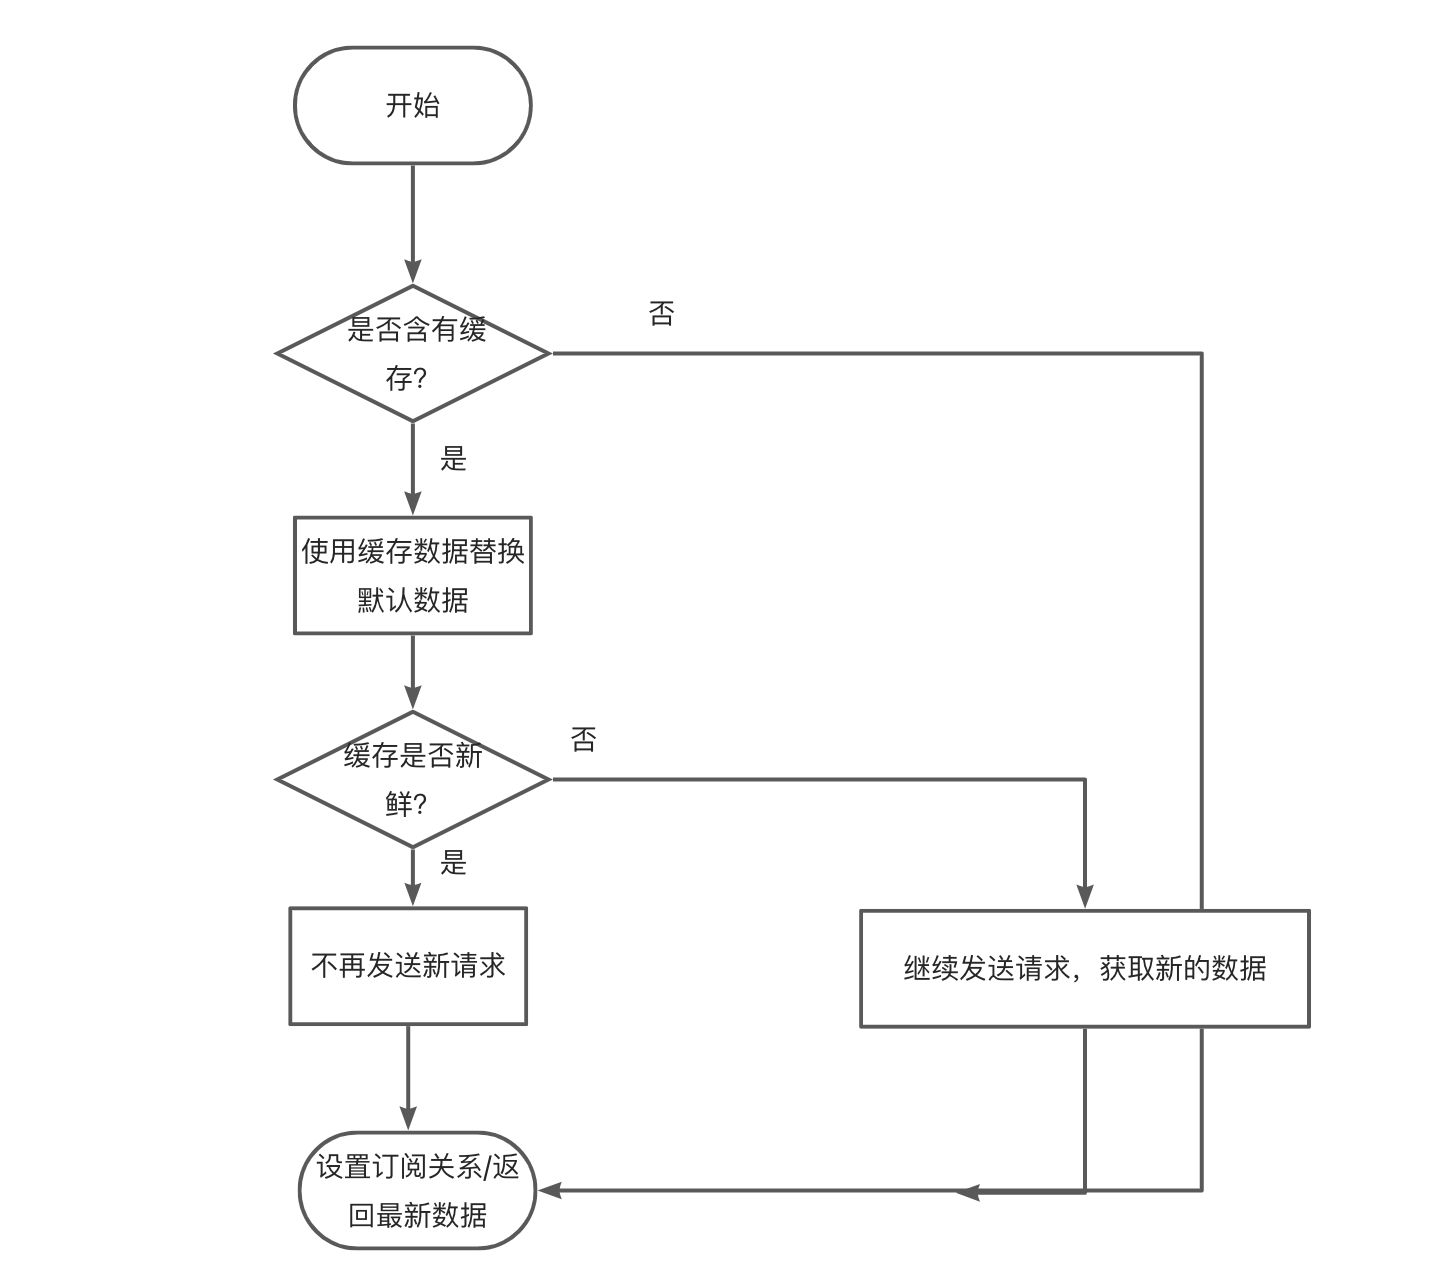 开始
否
是否含有缓
存?
是
使用缓存数据替换
默认数据
否
缓存是否新
鲜?
是
不再发送新请求
继续发送请求，获取新的数据
设置订阅关系/返
回最新数据